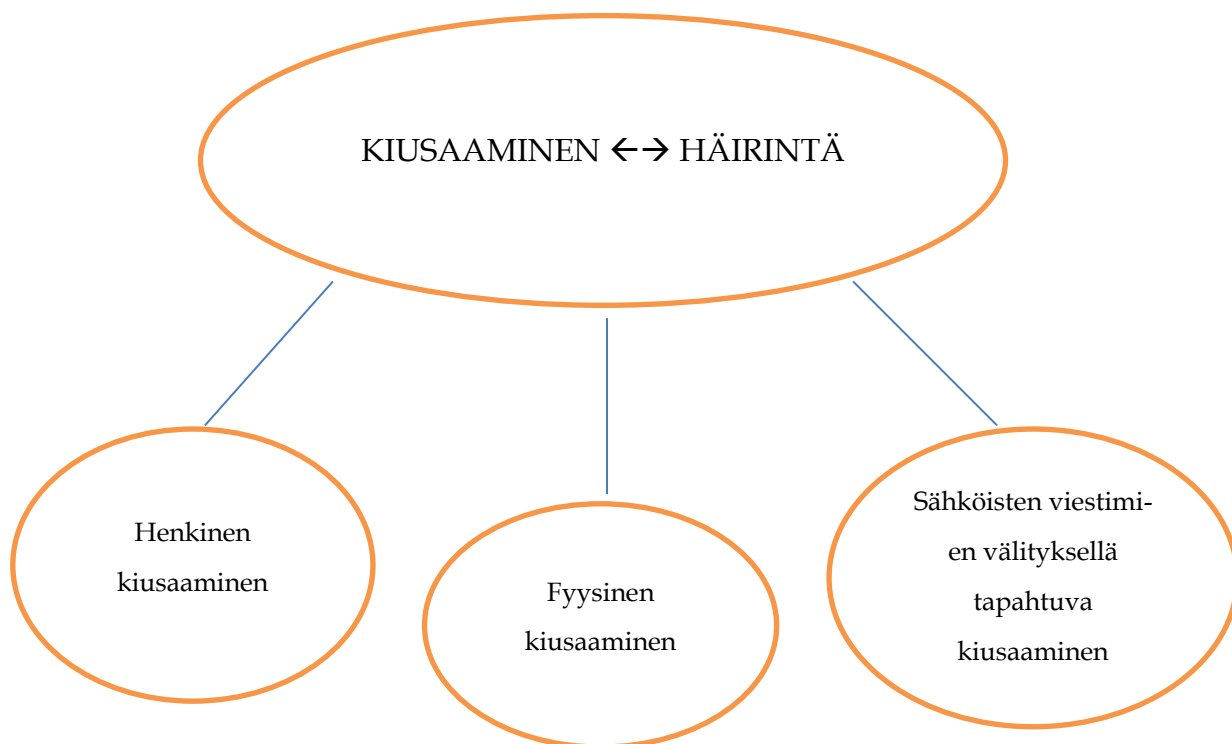 KIUSAAMINEN ←→ HÄIRINTÄ
Henkinen
kiusaaminen
Fyysinen
kiusaaminen
Sähköisten viestimi-
en välityksellä
tapahtuva
kiusaaminen